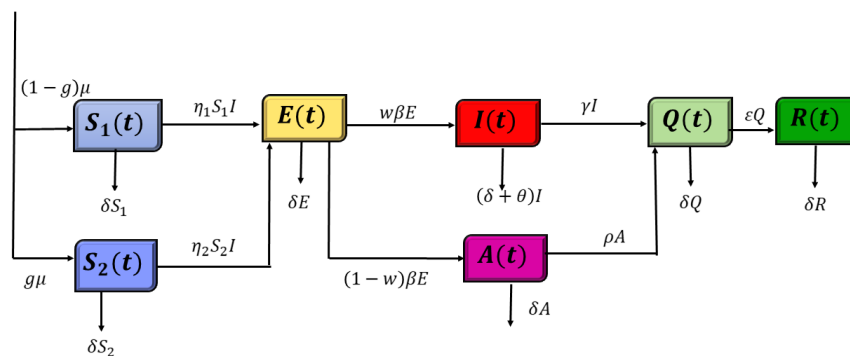 (1-g)μ
S₁(t)
η₁S₁I
E(t)
wβE
I(t)
γI
Q(t)
εQ
R(t)
δS₁
δE
(δ + θ)I
δQ
δR
gμ
S₂(t)
η₂S₂I
(1-w)βE
A(t)
ρA
δS₂
δA